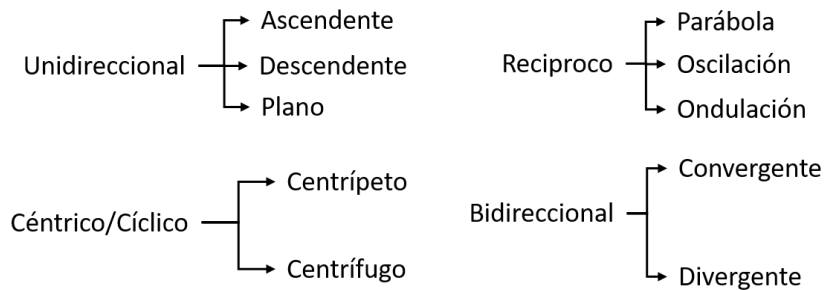 Unidireccional
Ascendente
Descendente
Plano
Reciproco
Parábola
Oscilación
Ondulación
Céntrico/Cíclico
Centrípeto
Centrífugo
Bidireccional
Convergente
Divergente